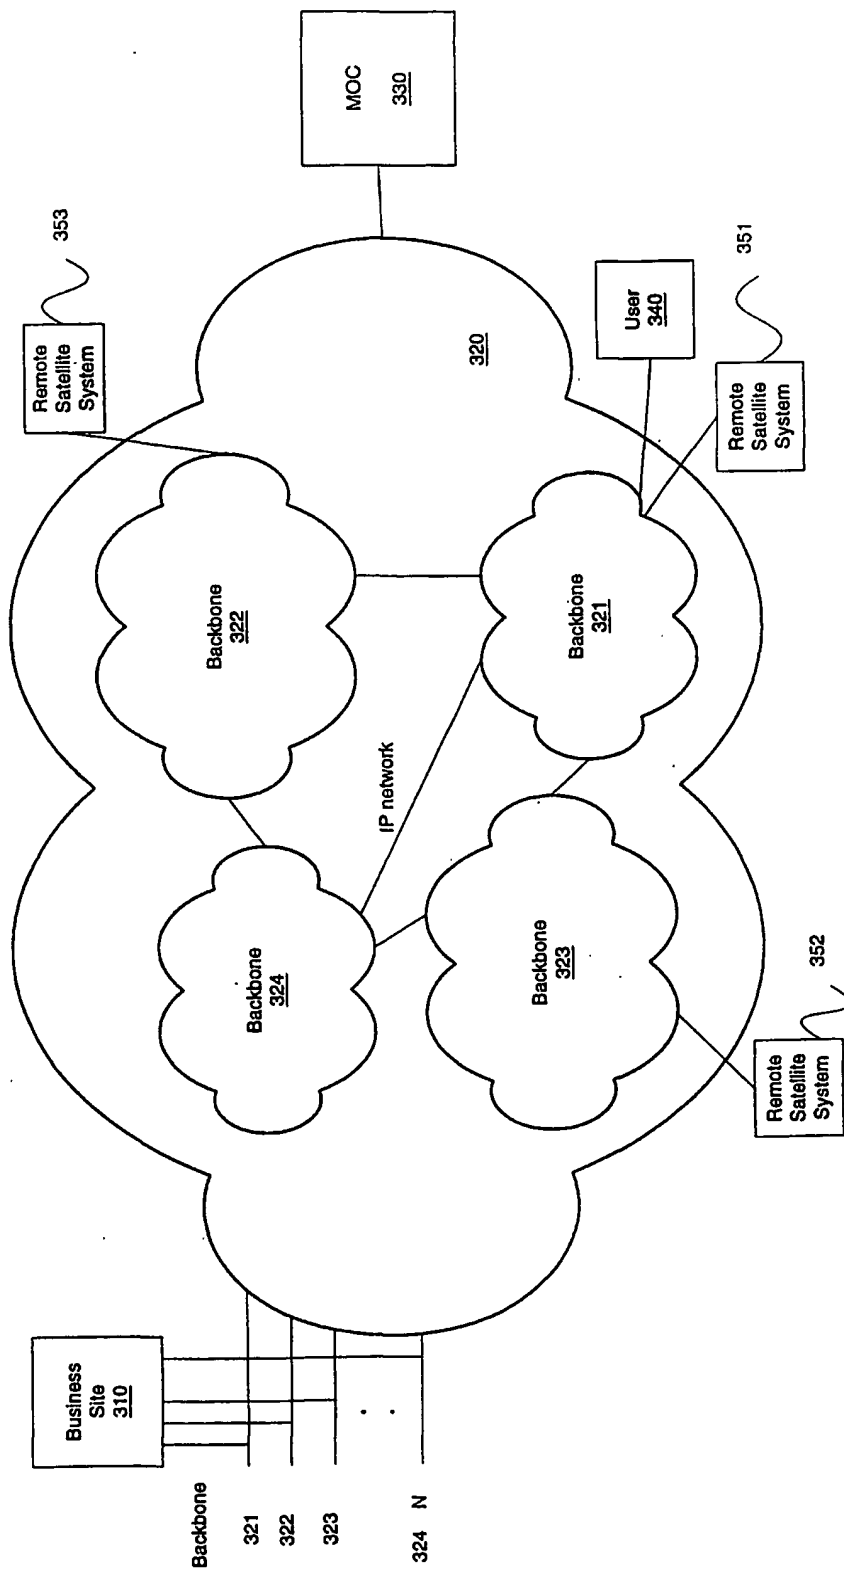 Business
Site
310
Backbone
321
322
323
324 N
Backbone
324
Backbone
322
IP network
Backbone
323
Backbone
321
320
Remote
Satellite
System
353
Remote
Satellite
System
352
Remote
Satellite
System
351
User
340
MOC
330